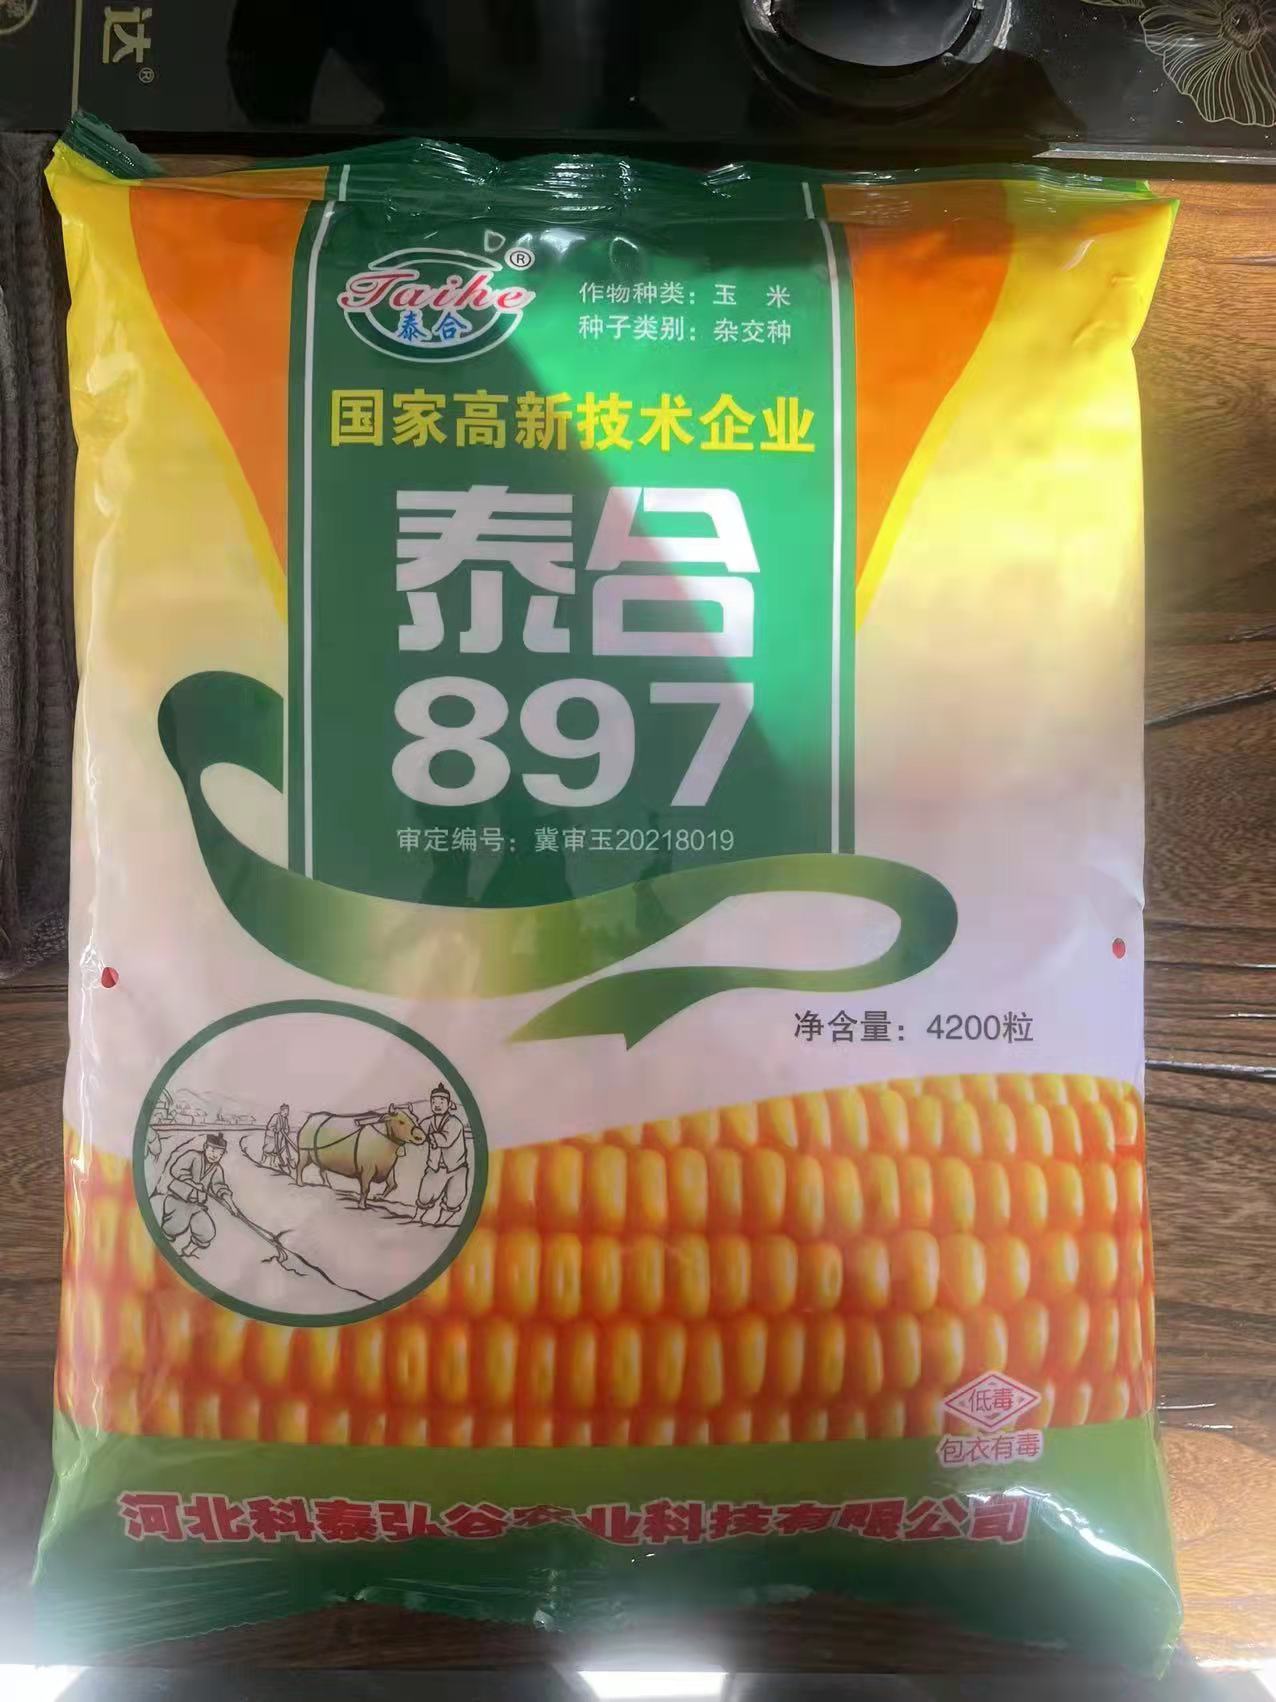 达®
Taihe®
泰合
作物种类：玉 米
种子类别：杂交种
国家高新技术企业
泰合
897
审定编号：冀审玉20218019
净含量：4200粒
低毒
包衣有毒
河北科泰弘谷农业科技有限公司